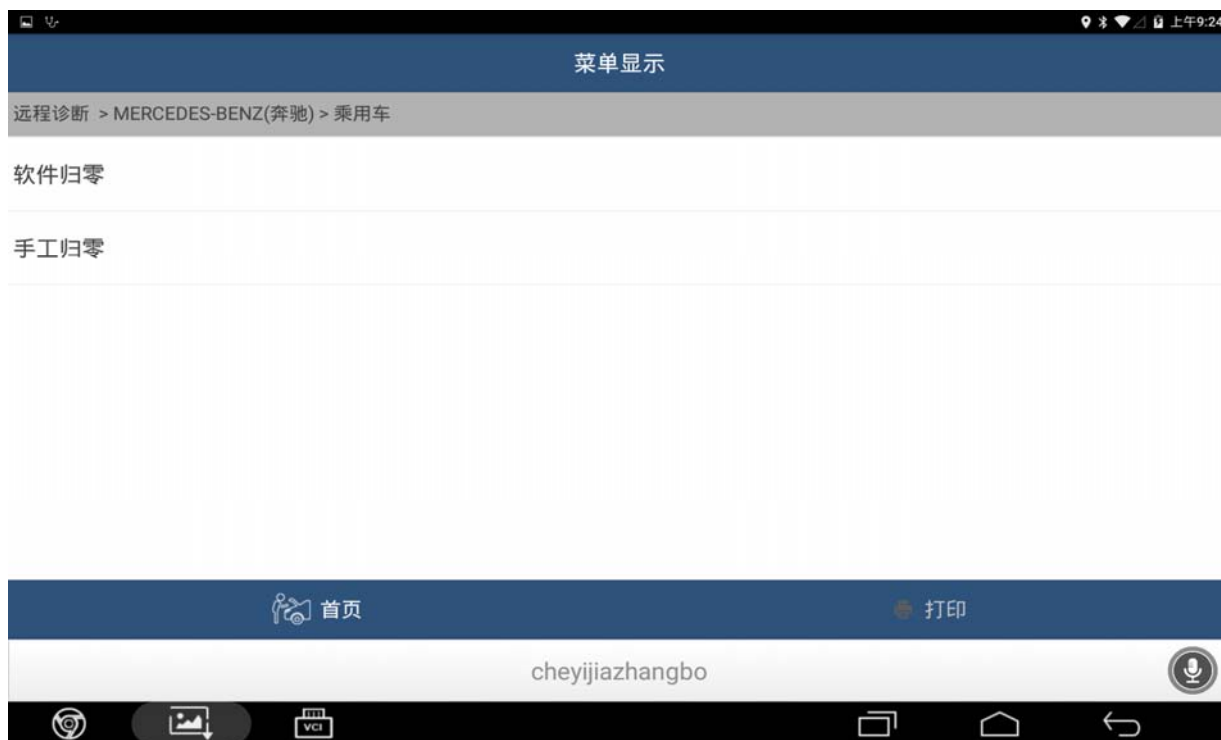 上午9:24
菜单显示
远程诊断 > MERCEDES-BENZ(奔驰) > 乘用车
软件归零
手工归零
首页 打印
cheyijiazhangbo
VCI